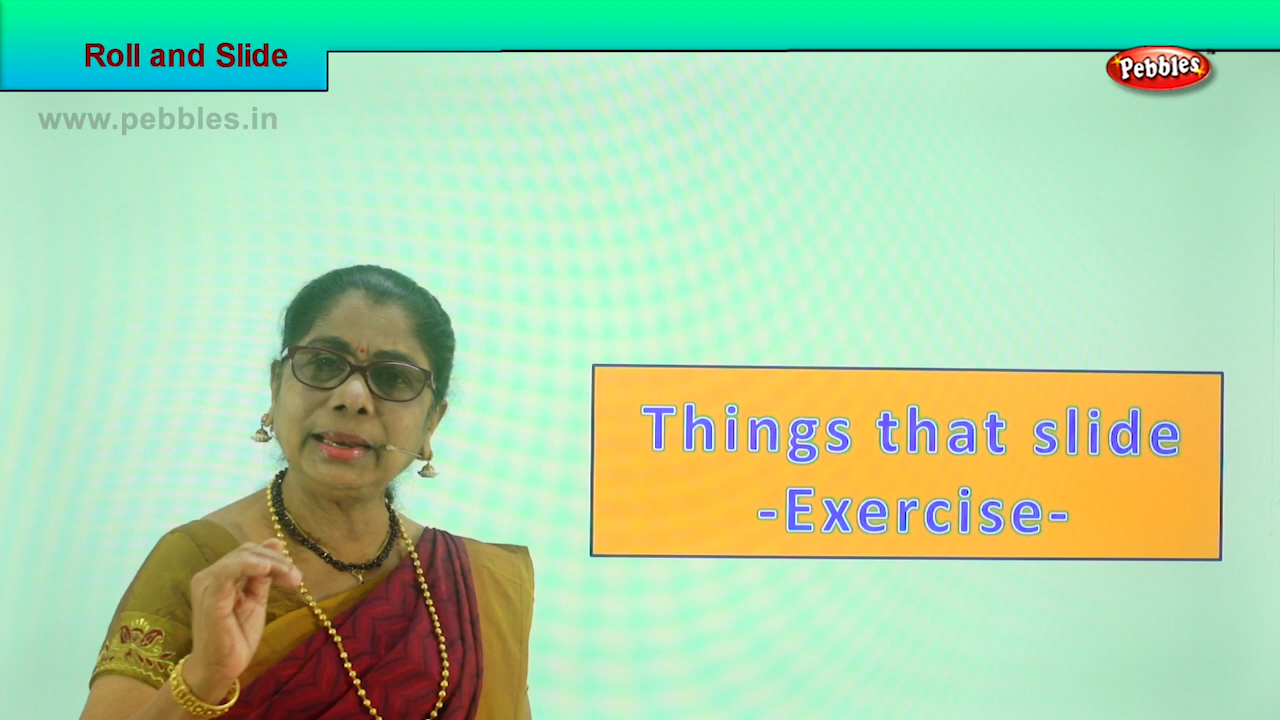 Roll and Slide
Pebbles
www.pebbles.in
Things that slide
-Exercise-